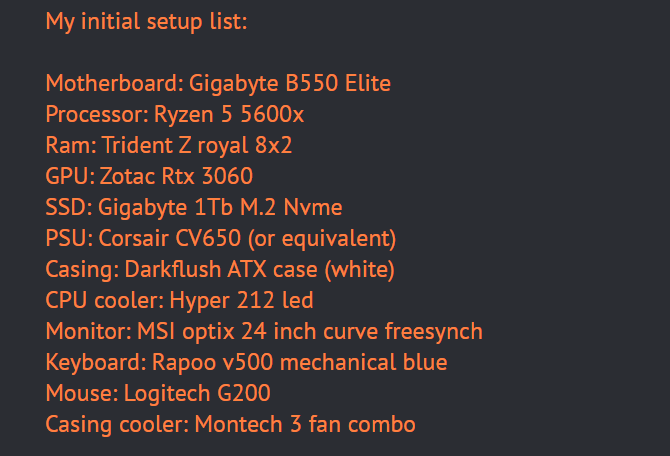 My initial setup list:
Motherboard: Gigabyte B550 Elite
Processor: Ryzen 5 5600x
Ram: Trident Z royal 8x2
GPU: Zotac Rtx 3060
SSD: Gigabyte 1Tb M.2 Nvme
PSU: Corsair CV650 (or equivalent)
Casing: Darkflush ATX case (white)
CPU cooler: Hyper 212 led
Monitor: MSI optix 24 inch curve freesynch
Keyboard: Rapoo v500 mechanical blue
Mouse: Logitech G200
Casing cooler: Montech 3 fan combo